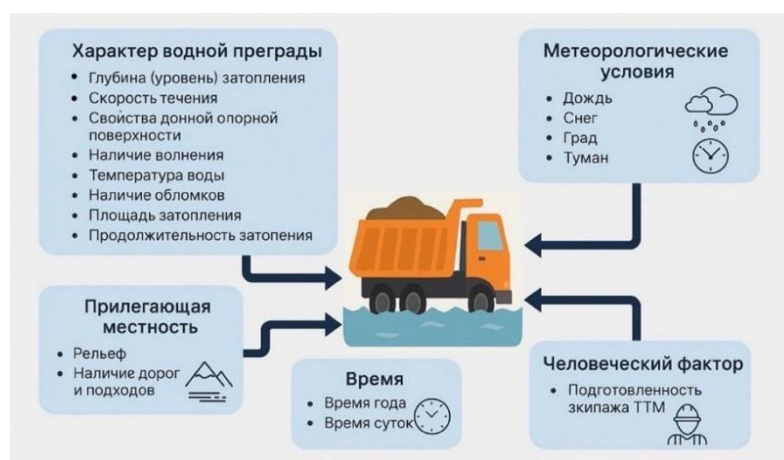 Характер водной преграды
• Глубина (уровень) затопления
• Скорость течения
• Свойства донной опорной
поверхности
• Наличие волнения
• Температура воды
• Наличие обломков
• Площадь затопления
• Продолжительность затопения
Метеорологические
условия
• Дождь
• Снег
• Град
• Туман
Прилегающая
местность
• Рельеф
• Наличие дорог
и подходов
Время
• Время года
• Время суток
Человеческий фактор
• Подготовленность
зкипажа ТТМ